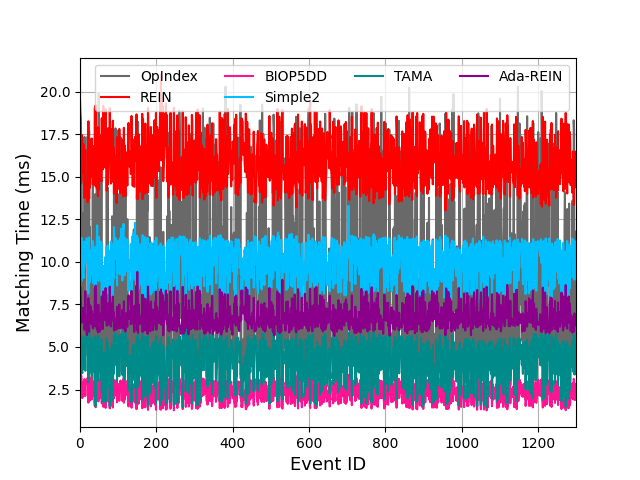 OpIndex BIOP5DD TAMA Ada-REIN
REIN Simple2
20.0
17.5
15.0
12.5
10.0
7.5
5.0
2.5
Matching Time (ms)
0 200 400 600 800 1000 1200
Event ID